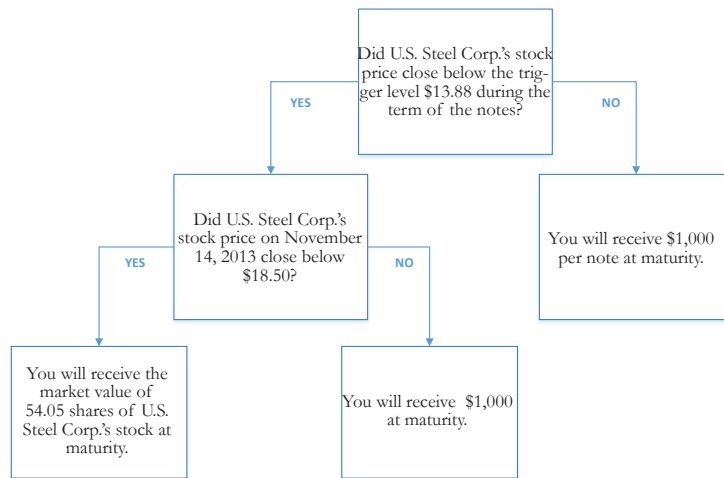 Did U.S. Steel Corp.'s stock
price close below the trig-
ger level $13.88 during the
term of the notes?
YES
NO
Did U.S. Steel Corp.'s
stock price on November
14, 2013 close below
$18.50?
You will receive $1,000
per note at maturity.
YES
NO
You will receive the
market value of
54.05 shares of U.S.
Steel Corp.'s stock at
maturity.
You will receive $1,000
at maturity.